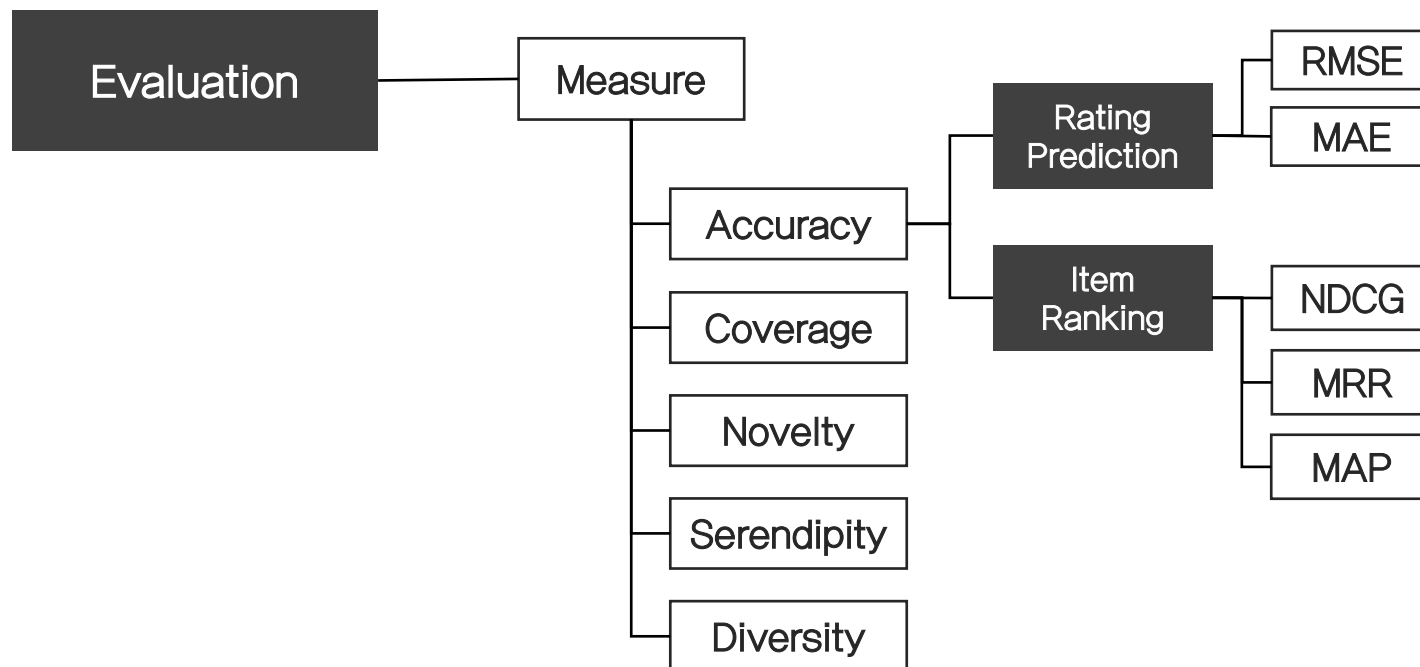 Evaluation
Measure
Accuracy
Coverage
Novelty
Serendipity
Diversity
Rating
Prediction
Item
Ranking
RMSE
MAE
NDCG
MRR
MAP